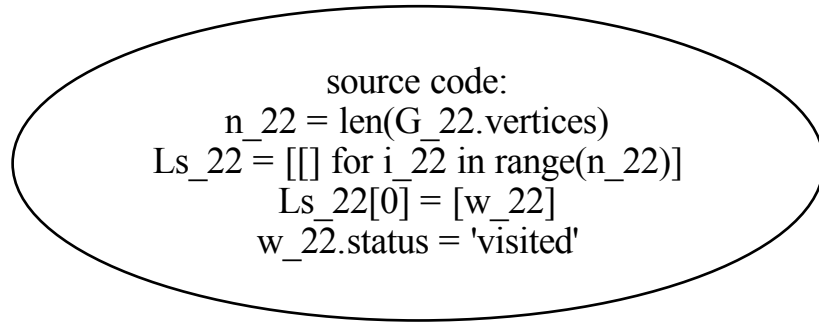 source code:
n_22 = len(G_22.vertices)
Ls_22 = [[] for i_22 in range(n_22)]
Ls_22[0] = [w_22]
w_22.status = 'visited'